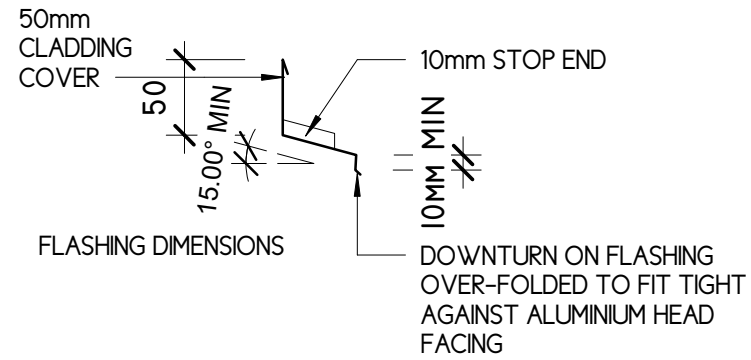 50mm
CLADDING
COVER
50
15.00° MIN
10mm STOP END
10MM MIN
FLASHING DIMENSIONS
DOWNTURN ON FLASHING
OVER-FOLDED TO FIT TIGHT
AGAINST ALUMINIUM HEAD
FACING